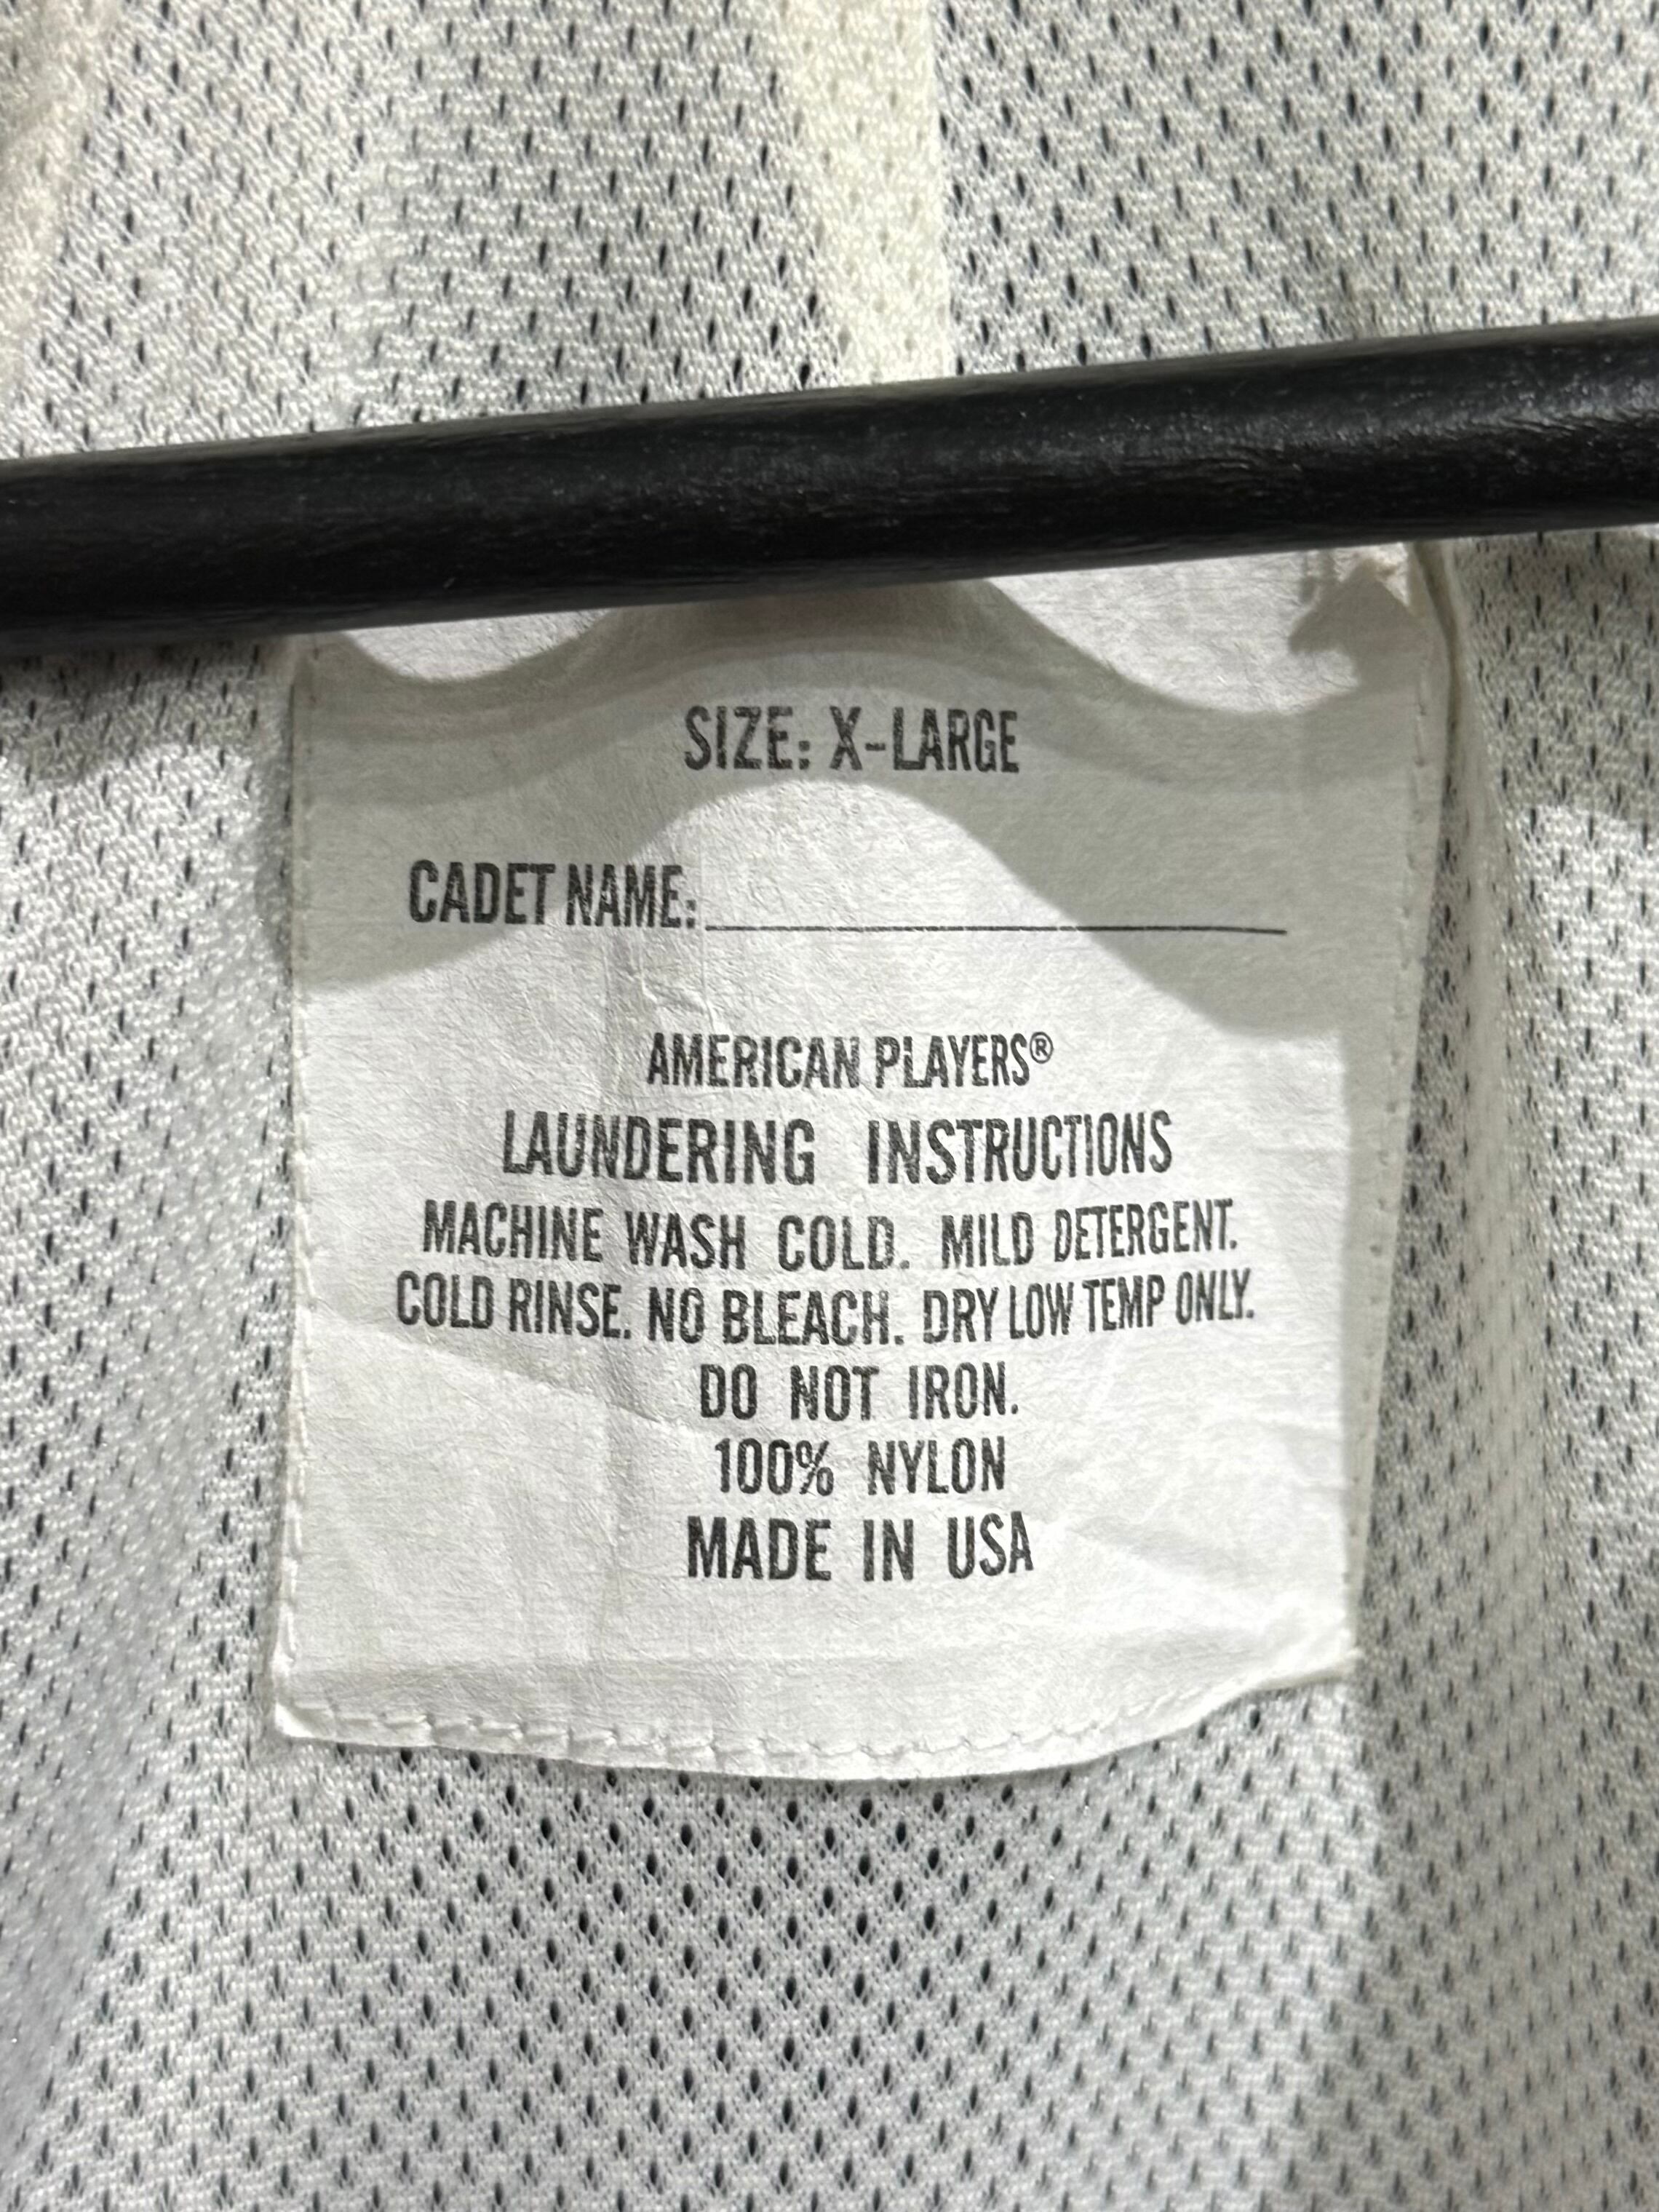 SIZE: X-LARGE
CADET NAME:
AMERICAN PLAYERS®
LAUNDERING INSTRUCTIONS
MACHINE WASH COLD. MILD DETERGENT.
COLD RINSE. NO BLEACH. DRY LOW TEMP ONLY.
DO NOT IRON.
100% NYLON
MADE IN USA